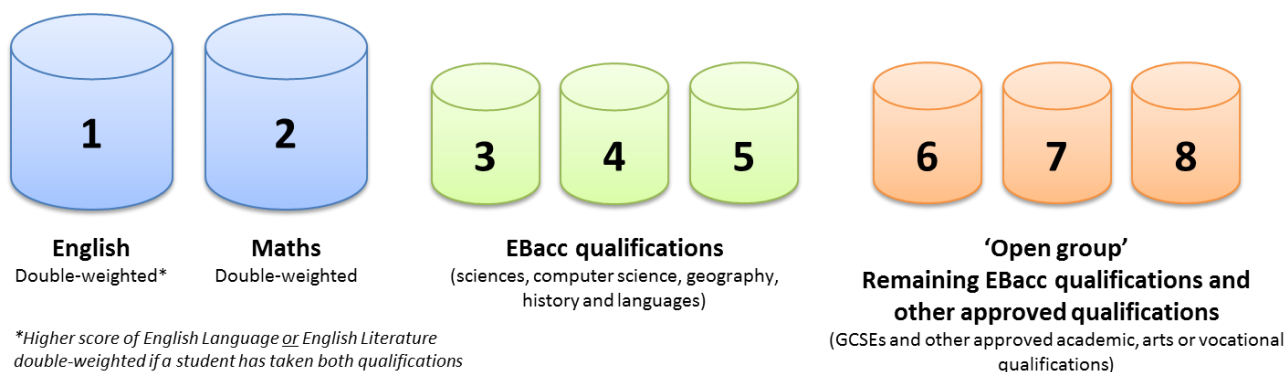 1
2
3
4
5
6
7
8
English
Double-weighted*
Maths
Double-weighted
EBacc qualifications
(sciences, computer science, geography,
history and languages)
‘Open group’
Remaining EBacc qualifications and
other approved qualifications
(GCSEs and other approved academic, arts or vocational
qualifications)
*Higher score of English Language or English Literature
double-weighted if a student has taken both qualifications